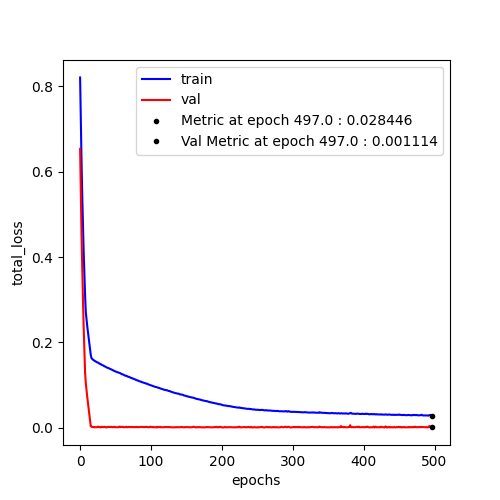 train
val
Metric at epoch 497.0 : 0.028446
Val Metric at epoch 497.0 : 0.001114
total_loss
0.8
0.6
0.4
0.2
0.0
0
100
200
300
400
500
epochs